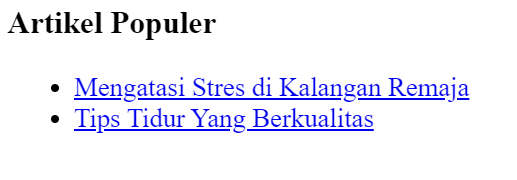 Artikel Populer
Mengatasi Stres di Kalangan Remaja
Tips Tidur Yang Berkualitas